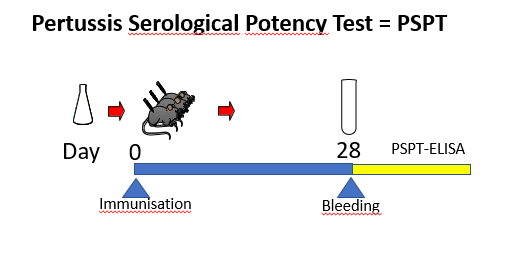 Pertussis Serological Potency Test = PSPT
Day 0 28 PSPT-ELISA
Immunisation Bleeding